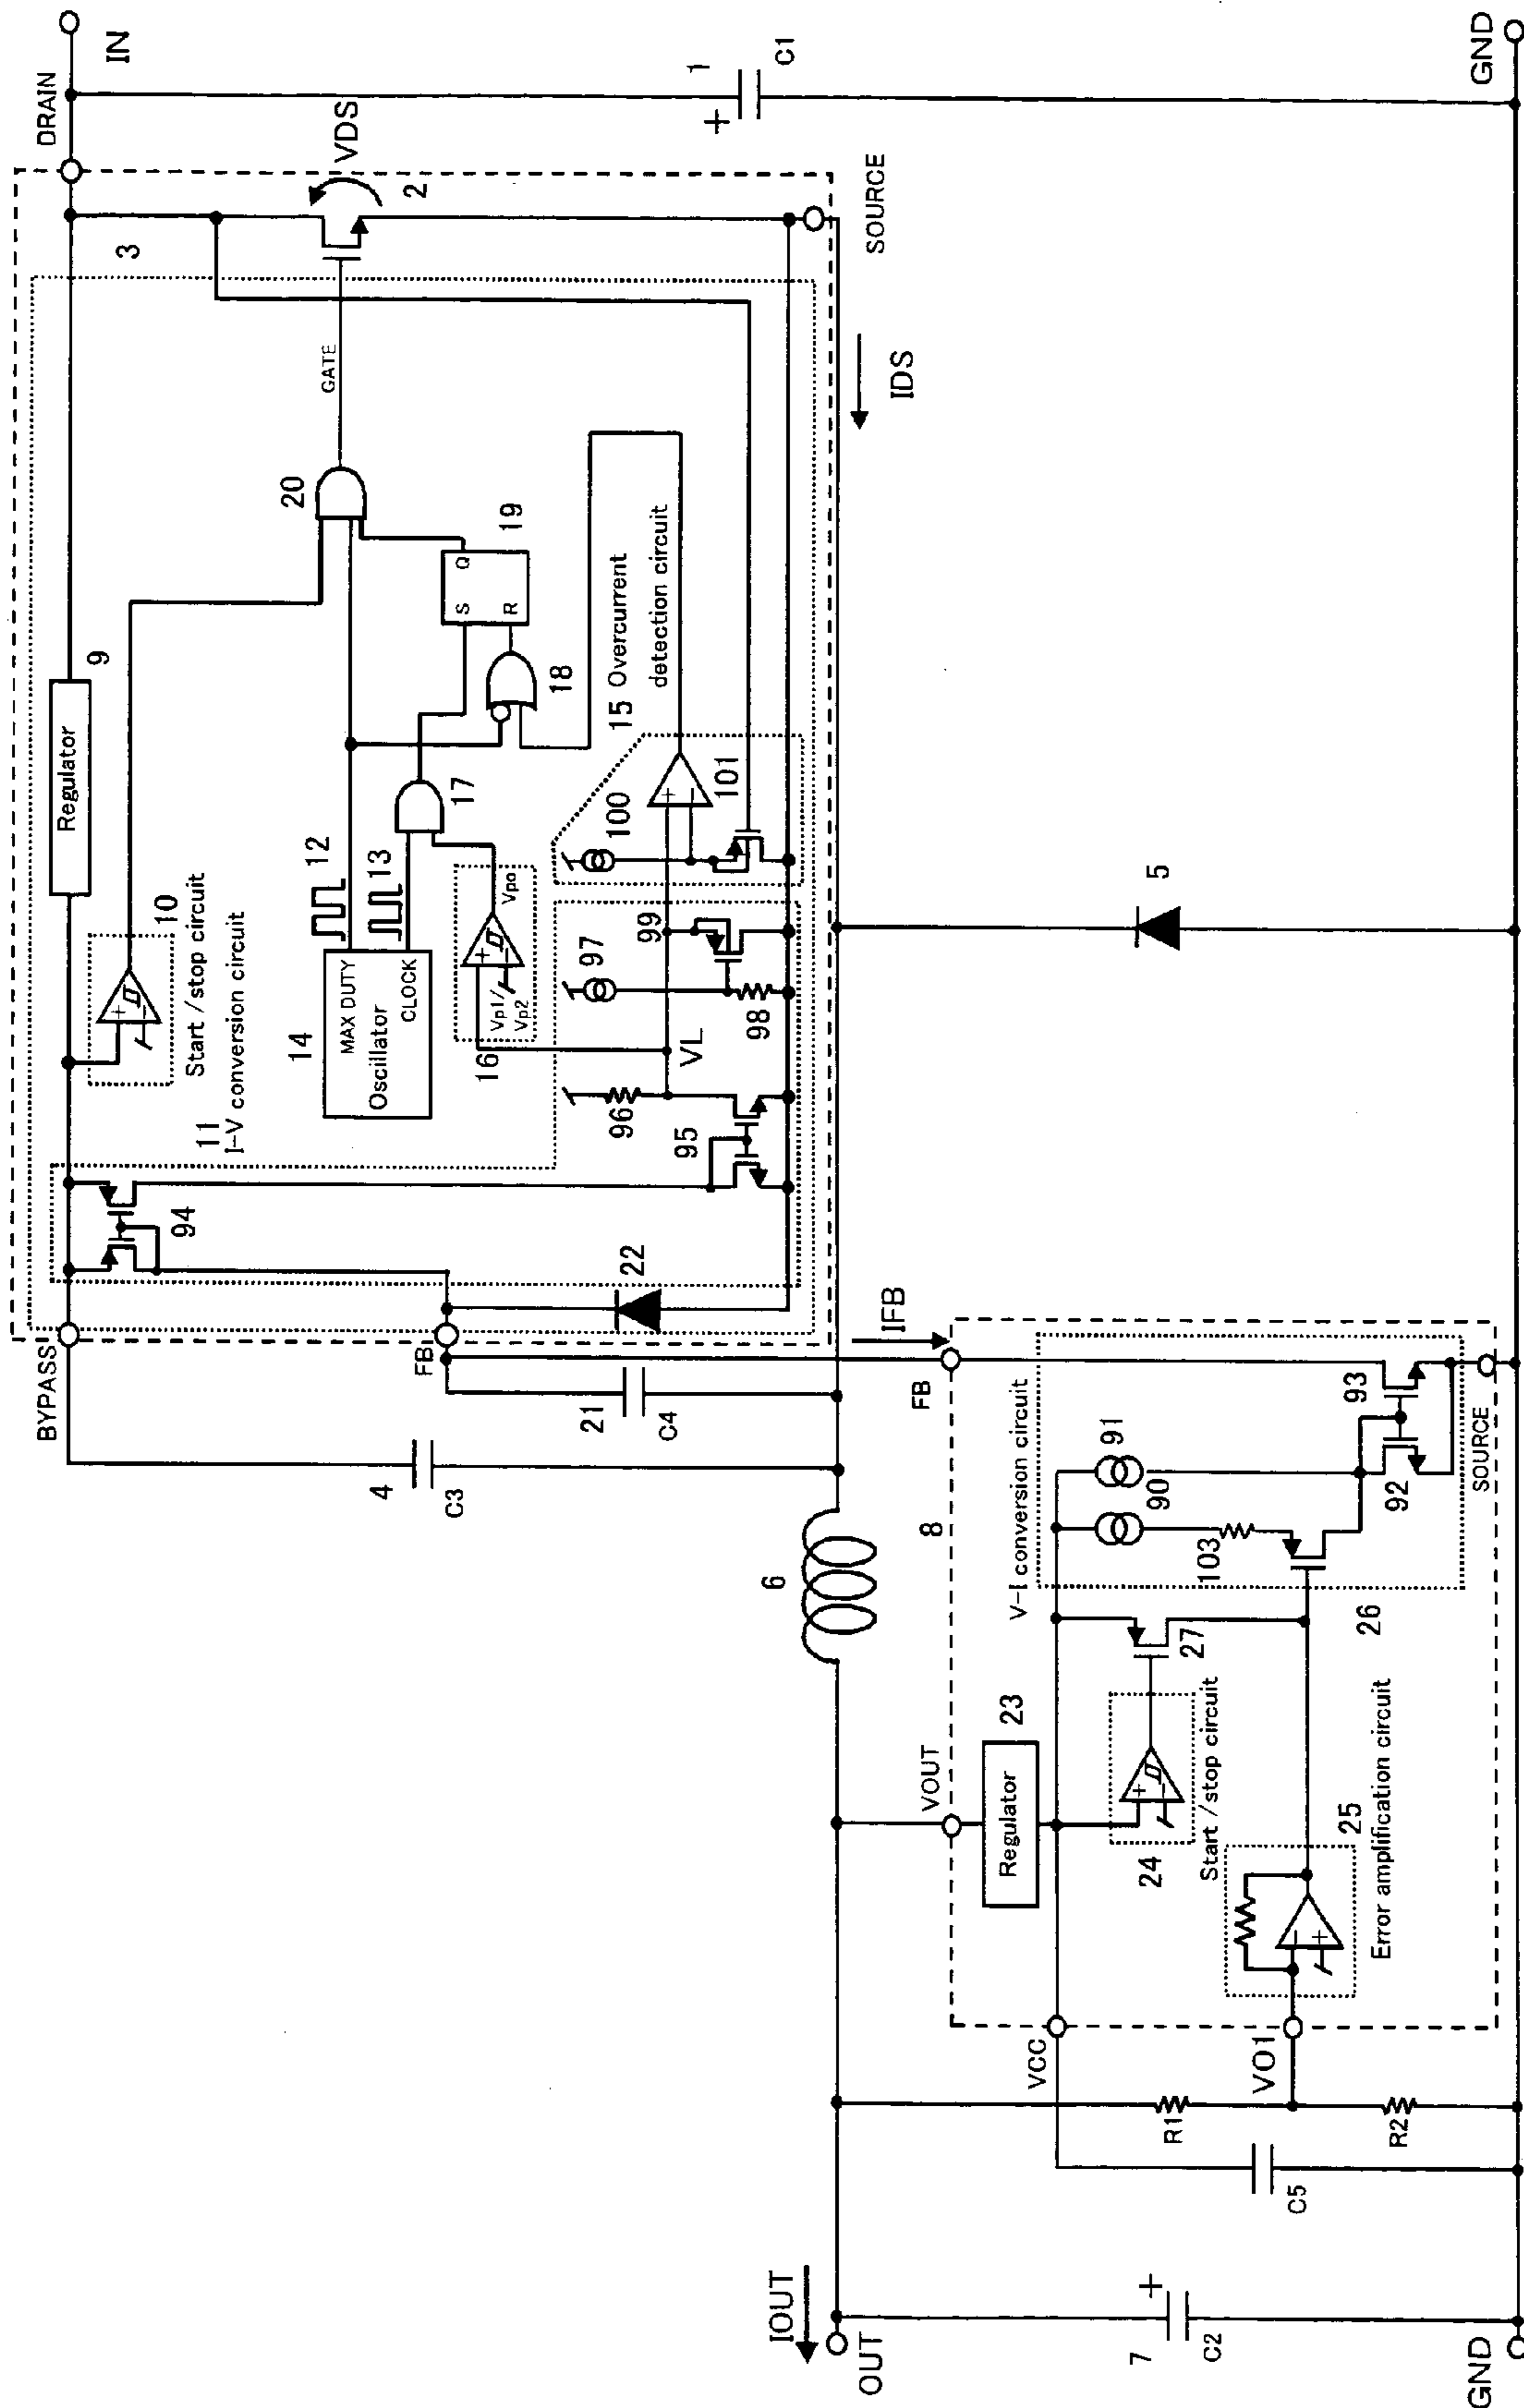 DRAIN
IN
1
C1
+
GND
VDS
2
3
SOURCE
GATE
IDS
20
19
S
Q
R
18
9
Regulator
10
Start / stop circuit
11
I-V conversion circuit
12
13
17
14
MAX DUTY
Oscillator
CLOCK
15 Overcurrent
detection circuit
16
+
-
Vpo
Vp1/
Vp2
VL
100
101
+
-
97
98
99
96
95
94
22
5
BYPASS
FB
IFB
21
C4
4
C3
6
8
FB
V-I conversion circuit
91
90
103
92
93
SOURCE
26
27
VOUT
23
Regulator
24
Start / stop circuit
25
Error amplification circuit
+
-
-
+
VCC
VO1
R1
R2
C5
IOUT
OUT
7
+
C2
GND
+
-